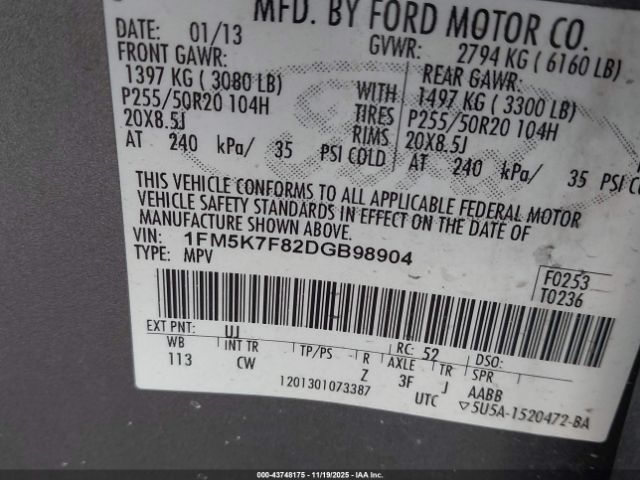 MFD. BY FORD MOTOR CO.
DATE: 01/13 GVWR: 2794 KG ( 6160 LB)
FRONT GAWR: REAR GAWR:
1397 KG ( 3080 LB) WITH 1497 KG ( 3300 LB)
P255/50R20 104H TIRES P255/50R20 104H
20X8.5J RIMS 20X8.5J
AT 240 kPa/ 35 PSI COLD AT 240 kPa/ 35 PSI
THIS VEHICLE CONFORMS TO ALL APPLICABLE FEDERAL MOTOR
VEHICLE SAFETY STANDARDS IN EFFECT ON THE DATE OF
MANUFACTURE SHOWN ABOVE.
VIN: 1FM5K7F82DGB98904
TYPE: MPV
F0253
T0236
EXT PNT: UJ RC: 52 DSO:
WB INT TR TP/PS R AXLE TR SPR
113 CW Z 3F J AABB
1201301073387 UTC ▽5U5A-1520472-BA
000-43748175 - 11/19/2025 - IAA Inc.